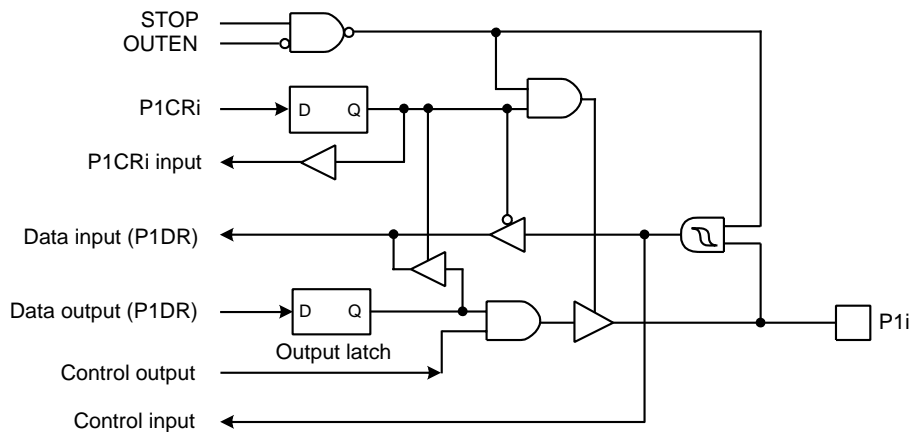 STOP
OUTEN
P1CRi
D Q
P1CRi input
Data input (P1DR)
Data output (P1DR)
D Q
P1i
Output latch
Control output
Control input